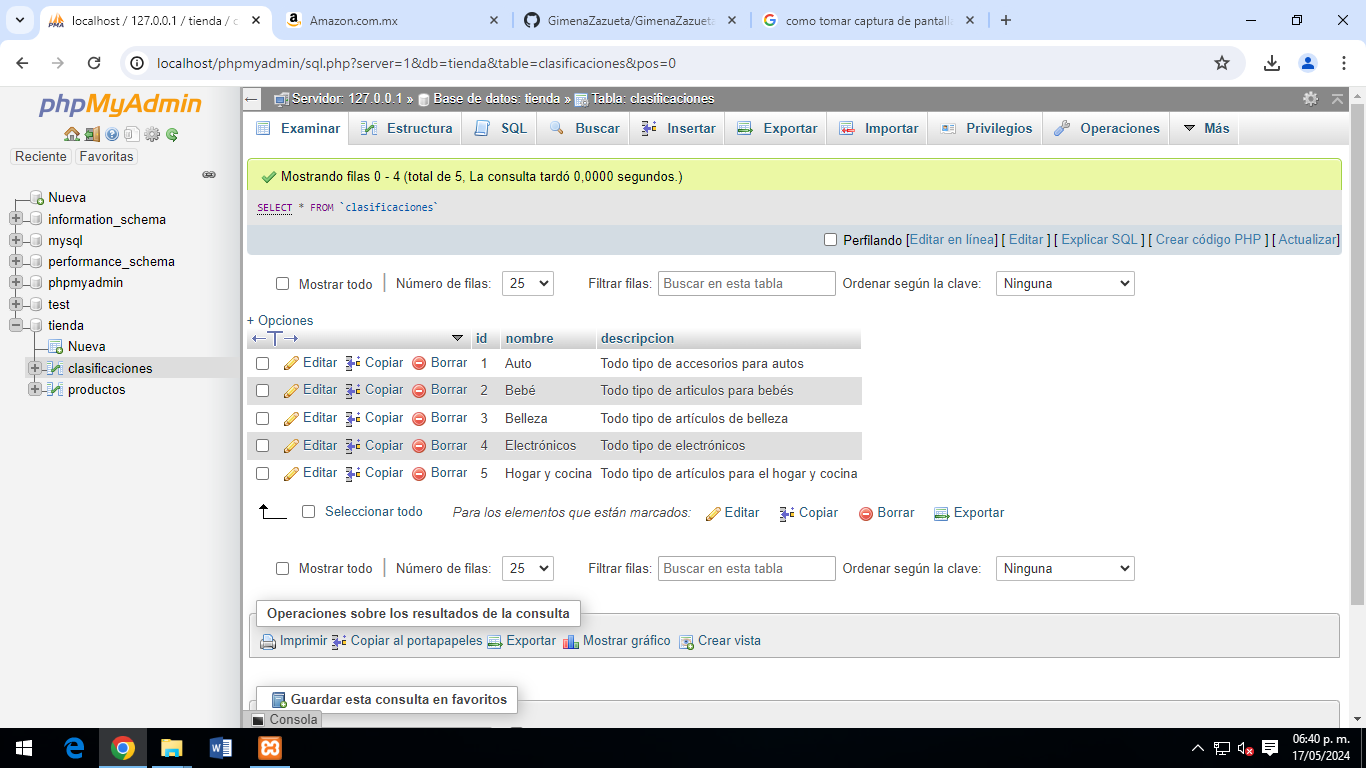 localhost / 127.0.0.1 / tienda / c
Amazon.com.mx
GimenaZazueta/GimenaZazueta
como tomar captura de pantalla
localhost/phpmyadmin/sql.php?server=1&db=tienda&table=clasificaciones&pos=0
phpMyAdmin
Reciente Favoritas
Nueva
information_schema
mysql
performance_schema
phpmyadmin
test
tienda
Nueva
clasificaciones
productos
Servidor: 127.0.0.1 » Base de datos: tienda » Tabla: clasificaciones
Examinar Estructura SQL Buscar Insertar Exportar Importar Privilegios Operaciones Más
Mostrando filas 0 - 4 (total de 5, La consulta tardó 0,0000 segundos.)
SELECT * FROM `clasificaciones`
Perfilando [Editar en línea] [ Editar ] [ Explicar SQL ] [ Crear código PHP ] [ Actualizar]
Mostrar todo Número de filas: 25 Filtrar filas: Buscar en esta tabla Ordenar según la clave: Ninguna
+ Opciones
id nombre descripcion
Editar Copiar Borrar 1 Auto Todo tipo de accesorios para autos
Editar Copiar Borrar 2 Bebé Todo tipo de articulos para bebés
Editar Copiar Borrar 3 Belleza Todo tipo de artículos de belleza
Editar Copiar Borrar 4 Electrónicos Todo tipo de electrónicos
Editar Copiar Borrar 5 Hogar y cocina Todo tipo de artículos para el hogar y cocina
Seleccionar todo Para los elementos que están marcados: Editar Copiar Borrar Exportar
Mostrar todo Número de filas: 25 Filtrar filas: Buscar en esta tabla Ordenar según la clave: Ninguna
Operaciones sobre los resultados de la consulta
Imprimir Copiar al portapapeles Exportar Mostrar gráfico Crear vista
Guardar esta consulta en favoritos
Consola
06:40 p. m.
17/05/2024